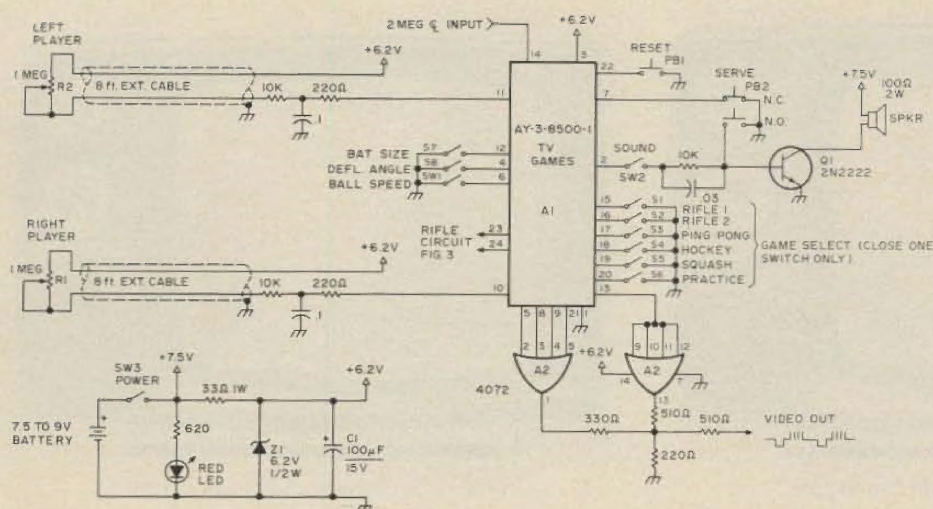 LEFT PLAYER
1 MEG
R2
8 ft. EXT. CABLE
10K
220Ω
.1
+6.2V
2 MEG ȼ INPUT
14
+6.2V
3
22
RESET
PB1
7
SERVE
PB2
N.C.
N.O.
+7.5V
100Ω
2W
SPKR
11
AY-3-8500-1
TV
GAMES
A1
BAT SIZE
S7
12
DEFL. ANGLE
S8
4
BALL SPEED
SW1
6
2
SOUND
SW2
10K
.03
Q1
2N2222
RIFLE
CIRCUIT
FIG. 3
23
24
15
S1
RIFLE 1
16
S2
RIFLE 2
17
S3
PING PONG
18
S4
HOCKEY
19
S5
SQUASH
20
S6
PRACTICE
GAME SELECT (CLOSE ONE
SWITCH ONLY)
RIGHT
PLAYER
1 MEG
R1
8 ft. EXT. CABLE
10K
220Ω
.1
+6.2V
10
13
5
8
9
21
1
2
3
4
5
A2
4072
1
9
10
11
12
+6.2V
14
A2
7
13
510Ω
330Ω
510Ω
VIDEO OUT
220Ω
SW3
POWER
+7.5V
33Ω 1W
+6.2V
7.5 TO 9V
BATTERY
620
RED
LED
Z1
6.2V
1/2W
C1
100µF
15V